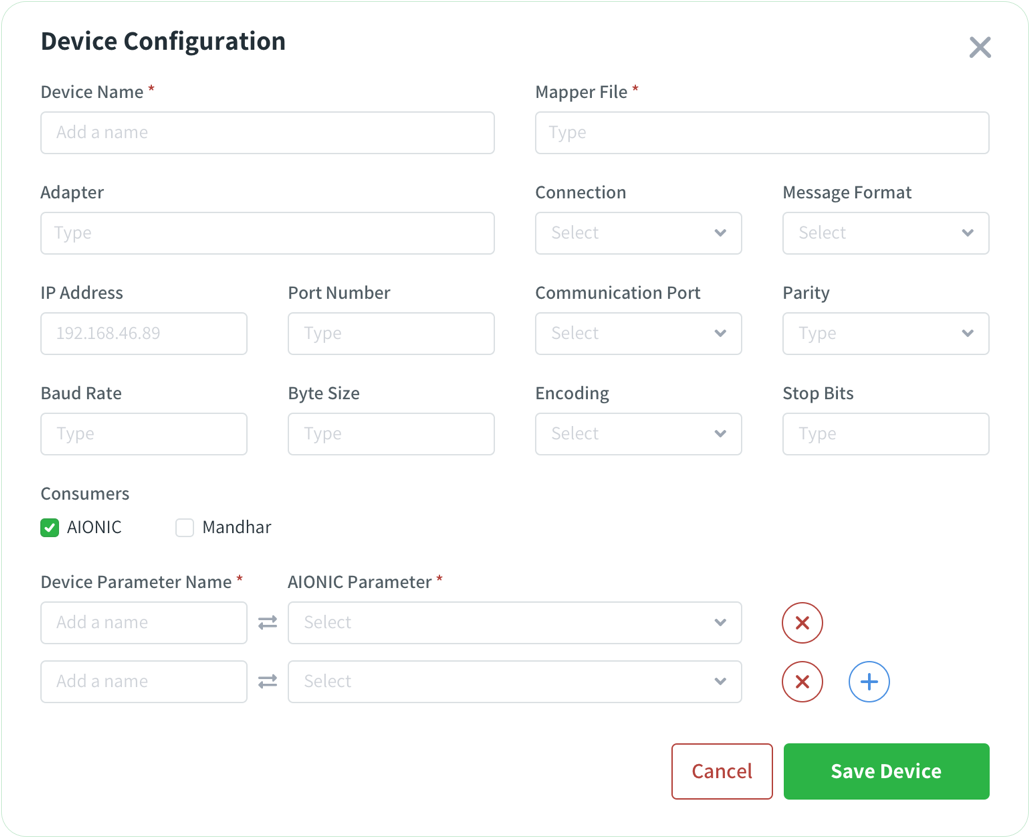 Device Configuration
Device Name * Mapper File *
Add a name Type
Adapter Connection Message Format
Type Select Select
IP Address Port Number Communication Port Parity
192.168.46.89 Type Select Type
Baud Rate Byte Size Encoding Stop Bits
Type Type Select Type
Consumers
AIONIC Mandhar
Device Parameter Name * AIONIC Parameter *
Add a name Select
Add a name Select
Cancel Save Device